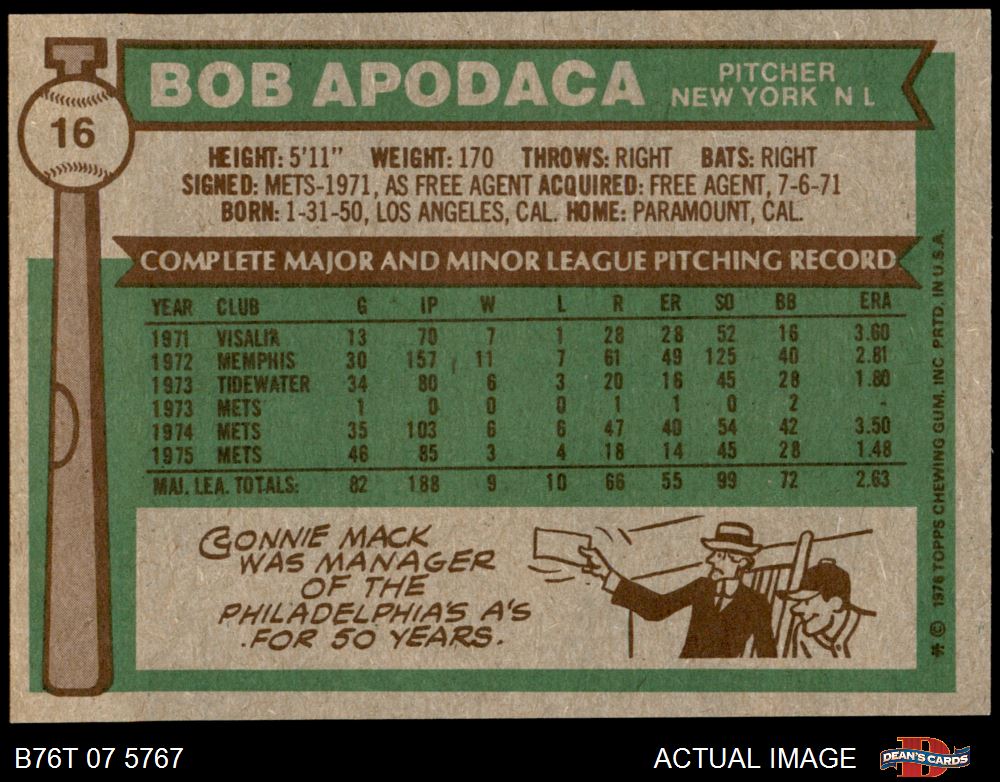 BOB APODACA
PITCHER
NEW YORK N L
16
HEIGHT: 5'11" WEIGHT: 170 THROWS: RIGHT BATS: RIGHT
SIGNED: METS-1971, AS FREE AGENT ACQUIRED: FREE AGENT, 7-6-71
BORN: 1-31-50, LOS ANGELES, CAL. HOME: PARAMOUNT, CAL.
COMPLETE MAJOR AND MINOR LEAGUE PITCHING RECORD
YEAR CLUB G IP W L R ER SO BB ERA
1971 VISALIA 13 70 7 1 28 28 52 16 3.60
1972 MEMPHIS 30 157 11 7 61 49 125 40 2.81
1973 TIDEWATER 34 80 6 3 20 16 45 28 1.80
1973 METS 1 0 0 0 1 1 0 2 -
1974 METS 35 103 6 6 47 40 54 42 3.50
1975 METS 46 85 3 4 18 14 45 28 1.48
MAJ. LEA. TOTALS: 82 188 9 10 66 55 99 72 2.63
CONNIE MACK
WAS MANAGER
OF THE
PHILADELPHIA'S A'S
FOR 50 YEARS.
** © 1976 TOPPS CHEWING GUM, INC PRTD. IN U.S.A.
B76T 07 5767
ACTUAL IMAGE
D
DEAN'S CARDS